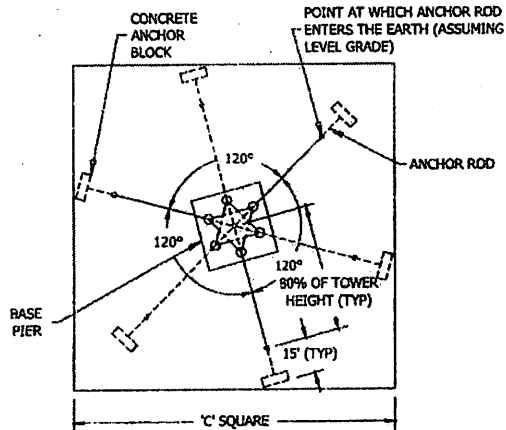 CONCRETE
ANCHOR
BLOCK
POINT AT WHICH ANCHOR ROD
ENTERS THE EARTH (ASSUMING
LEVEL GRADE)
ANCHOR ROD
120°
120°
120°
80% OF TOWER
HEIGHT (TYP)
BASE
PIER
15' (TYP)
'C' SQUARE